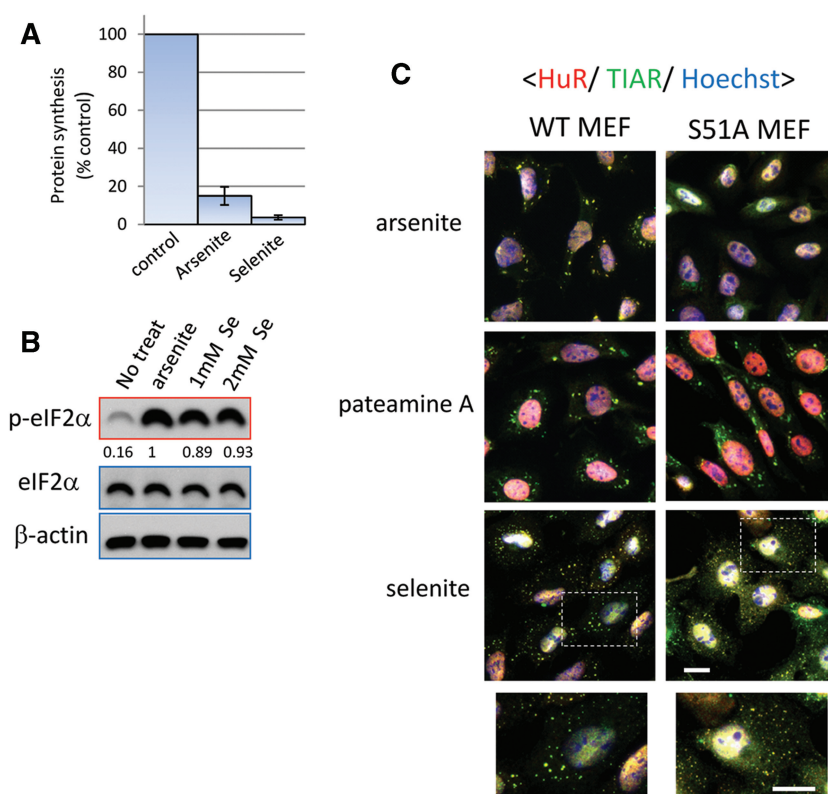 A
Protein synthesis
(% control)
100
80
60
40
20
0
control
Arsenite
Selenite
B
No treat
arsenite
1mM Se
2mM Se
p-eIF2α
0.16 1 0.89 0.93
eIF2α
β-actin
C
<HuR/ TIAR/ Hoechst>
WT MEF S51A MEF
arsenite
pateamine A
selenite